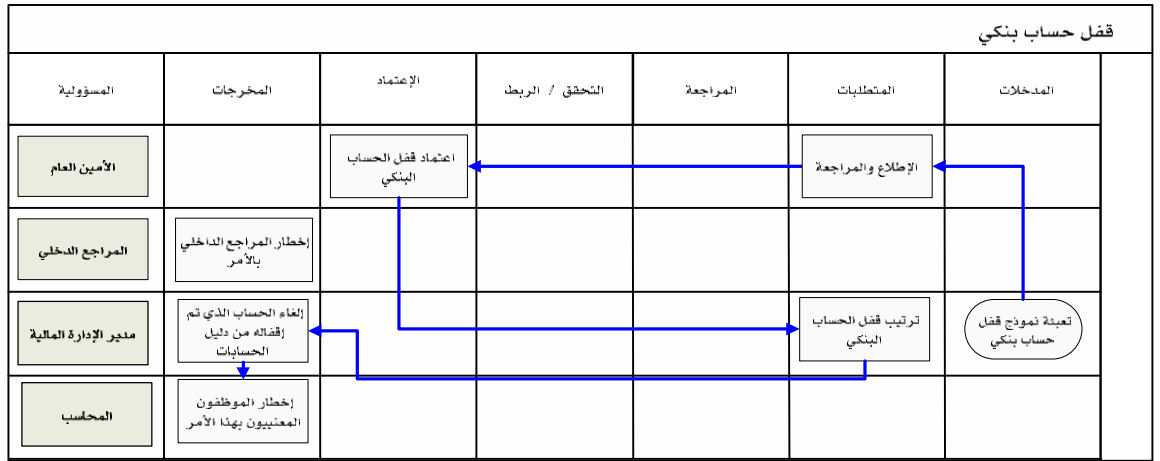 قفل حساب بنكي
المدخلات
المتطلبات
المراجعة
التحقق / الربط
الإعتماد
المخرجات
المسؤولية
الإطلاع والمراجعة
اعتماد قفل الحساب
البنكي
الأمين العام
إخطار المراجع الداخلي
بالأمر
المراجع الدخلي
تعبئة نموذج قفل
حساب بنكي
ترتيب قفل الحساب
البنكي
إلغاء الحساب الذي تم
إقفاله من دليل
الحسابات
مدير الإدارة المالية
إخطار الموظفون
المعنييون بهذا الأمر
المحاسب